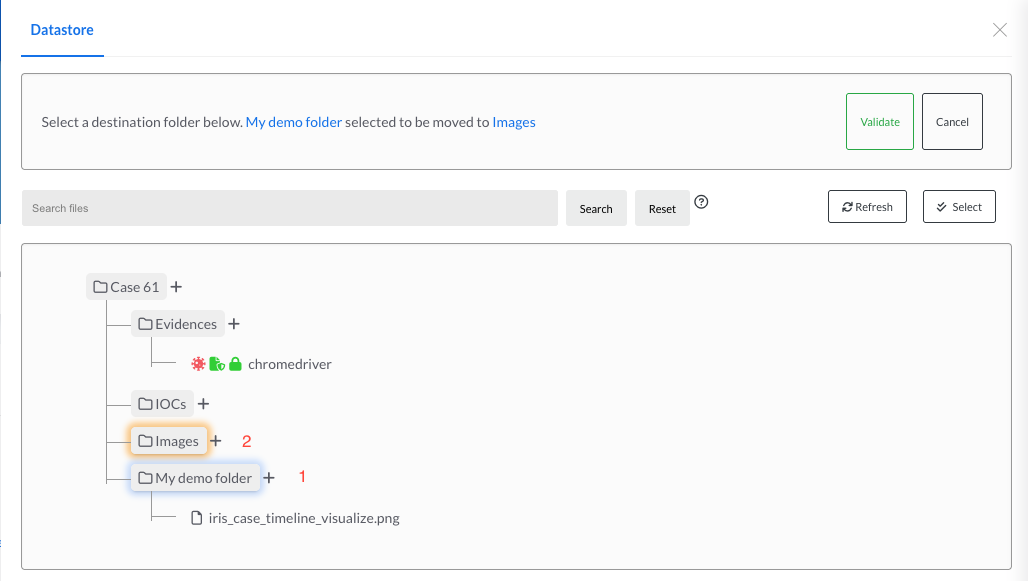 Datastore
Select a destination folder below. My demo folder selected to be moved to Images
Validate
Cancel
Search files
Search
Reset
Refresh
Select
Case 61
Evidences
chromedriver
IOCs
Images
2
My demo folder
1
iris_case_timeline_visualize.png